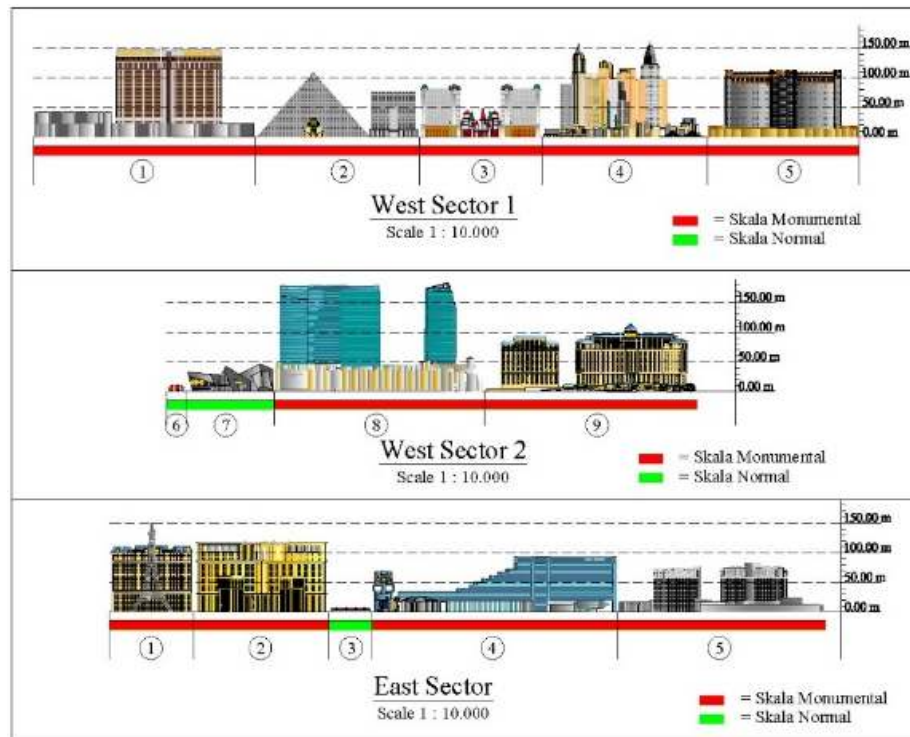 150.00 m
100.00 m
50.00 m
0.00 m
1 2 3 4 5
West Sector 1
Scale 1 : 10.000
= Skala Monumental
= Skala Normal
150.00 m
100.00 m
50.00 m
0.00 m
6 7 8 9
West Sector 2
Scale 1 : 10.000
= Skala Monumental
= Skala Normal
150.00 m
100.00 m
50.00 m
0.00 m
1 2 3 4 5
East Sector
Scale 1 : 10.000
= Skala Monumental
= Skala Normal